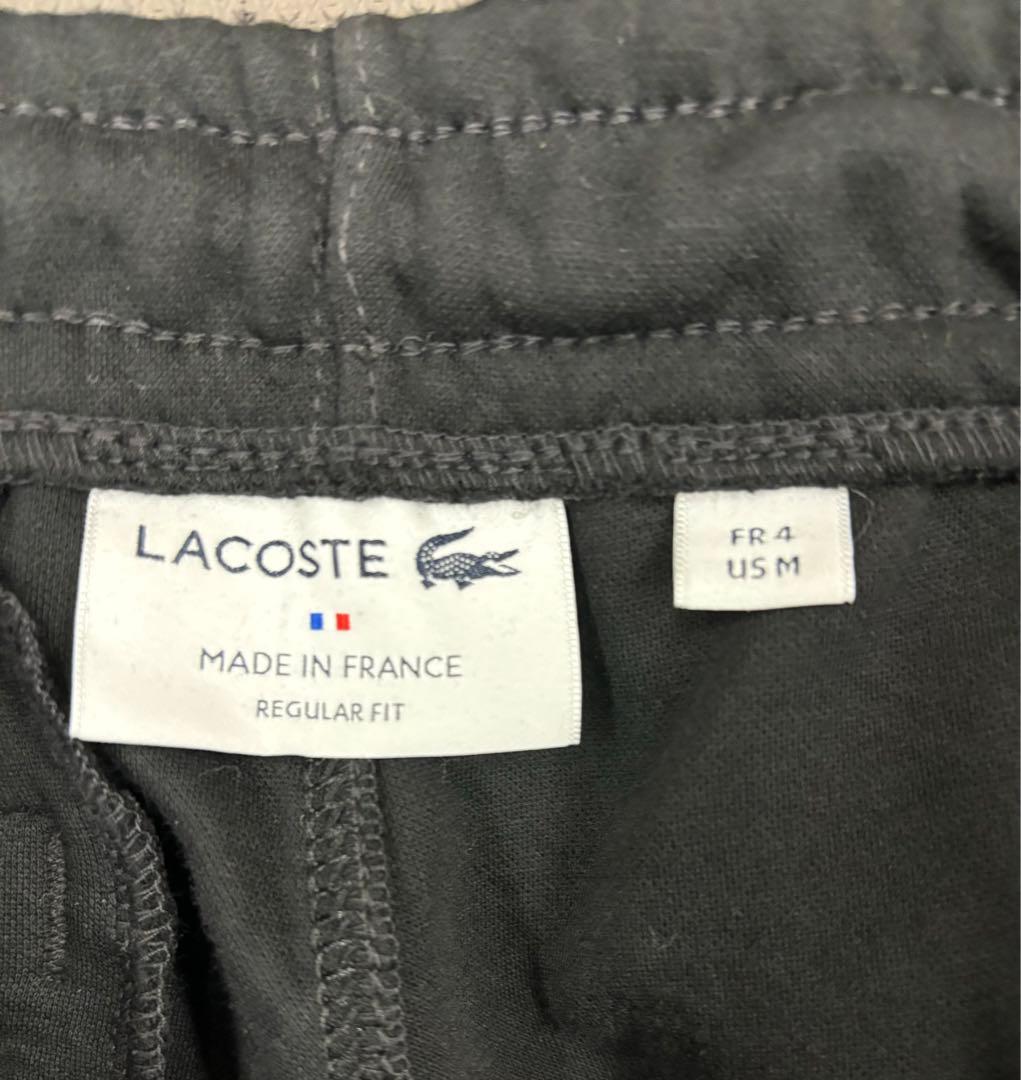 LACOSTE
MADE IN FRANCE
REGULAR FIT
FR 4
US M